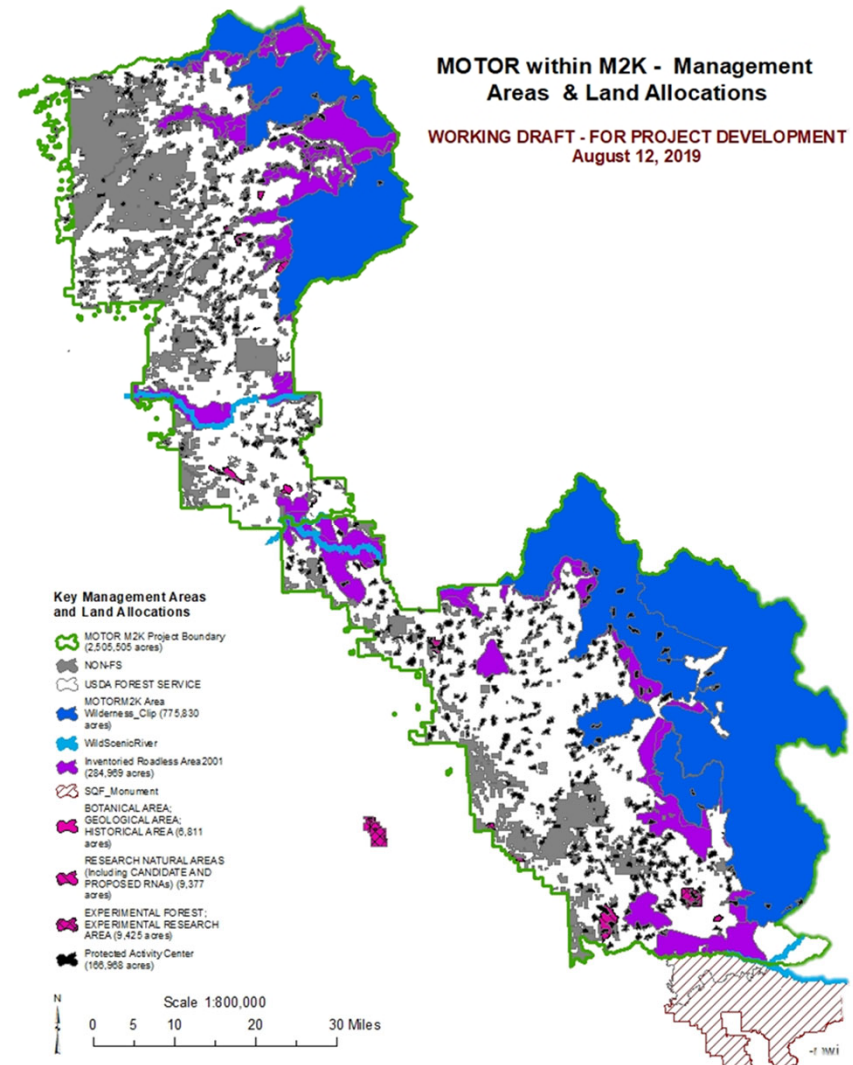 MOTOR within M2K - Management
Areas & Land Allocations
WORKING DRAFT - FOR PROJECT DEVELOPMENT
August 12, 2019
Key Management Areas
and Land Allocations
MOTOR M2K Project Boundary
(2,505,505 acres)
NON-FS
USDA FOREST SERVICE
MOTORM2K Area
Wilderness_Clip (775,830
acres)
WildScenicRiver
Inventoried Roadless Area2001
(284,969 acres)
SQF_Monument
BOTANICAL AREA;
GEOLOGICAL AREA;
HISTORICAL AREA (6,811
acres)
RESEARCH NATURAL AREAS
(Including CANDIDATE AND
PROPOSED RNAs) (9,377
acres)
EXPERIMENTAL FOREST;
EXPERIMENTAL RESEARCH
AREA (9,425 acres)
Protected Activity Center
(166,968 acres)
N
Scale 1:800,000
0 5 10 20 30 Miles